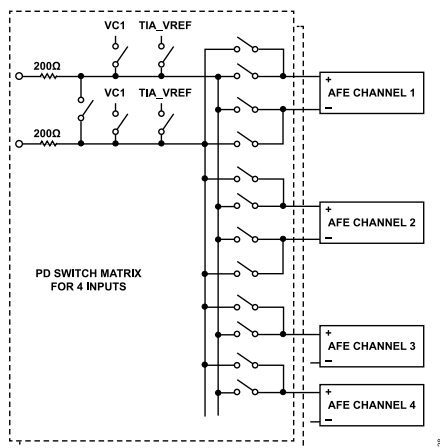 VC1 TIA_VREF
200Ω
+
AFE CHANNEL 1
–
VC1 TIA_VREF
200Ω
+
AFE CHANNEL 2
–
PD SWITCH MATRIX
FOR 4 INPUTS
+
AFE CHANNEL 3
–
+
AFE CHANNEL 4
–